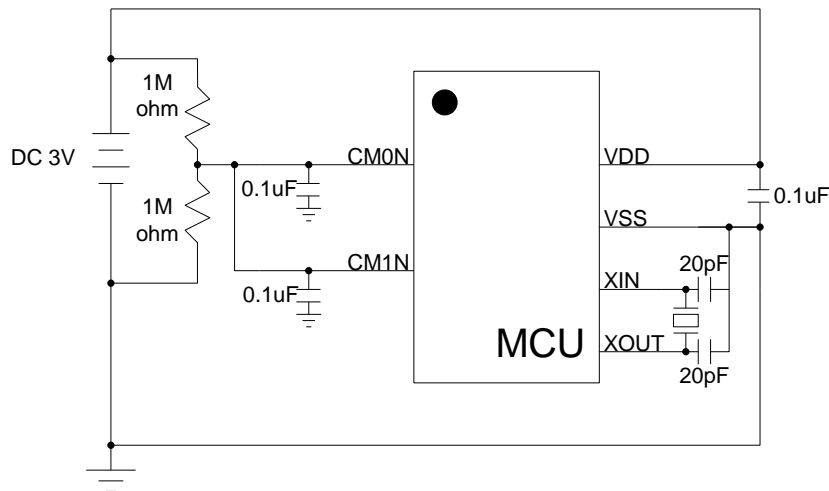 1M
ohm
DC 3V
1M
ohm
0.1uF
0.1uF
CM0N
CM1N
MCU
VDD
VSS
XIN
XOUT
0.1uF
20pF
20pF